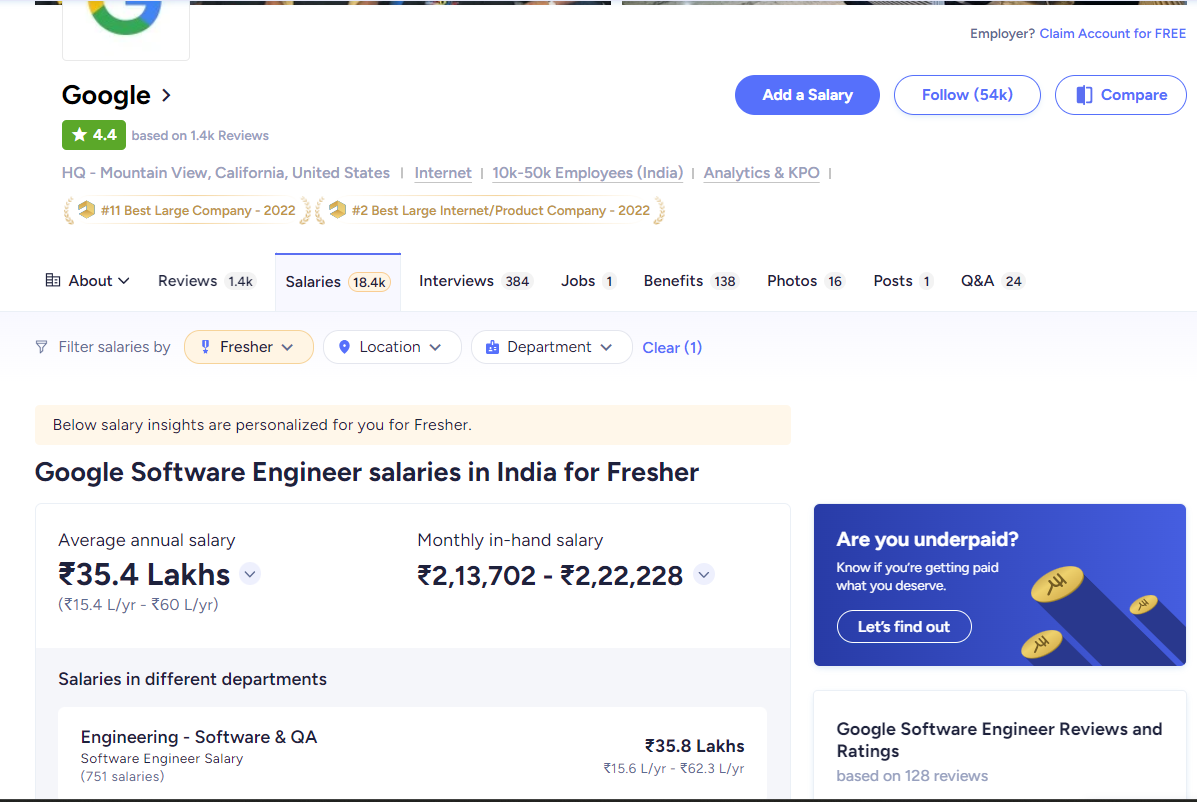 Employer? Claim Account for FREE
Google
Add a Salary
Follow (54k)
Compare
4.4 based on 1.4k Reviews
HQ - Mountain View, California, United States | Internet | 10k-50k Employees (India) | Analytics & KPO |
#11 Best Large Company - 2022 #2 Best Large Internet/Product Company - 2022
About Reviews 1.4k Salaries 18.4k Interviews 384 Jobs 1 Benefits 138 Photos 16 Posts 1 Q&A 24
Filter salaries by Fresher Location Department Clear (1)
Below salary insights are personalized for you for Fresher.
Google Software Engineer salaries in India for Fresher
Average annual salary
₹35.4 Lakhs
(₹15.4 L/yr - ₹60 L/yr)
Monthly in-hand salary
₹2,13,702 - ₹2,22,228
Salaries in different departments
Engineering - Software & QA
Software Engineer Salary
(751 salaries)
₹35.8 Lakhs
₹15.6 L/yr - ₹62.3 L/yr
Are you underpaid?
Know if you're getting paid
what you deserve.
Let's find out
Google Software Engineer Reviews and
Ratings
based on 128 reviews